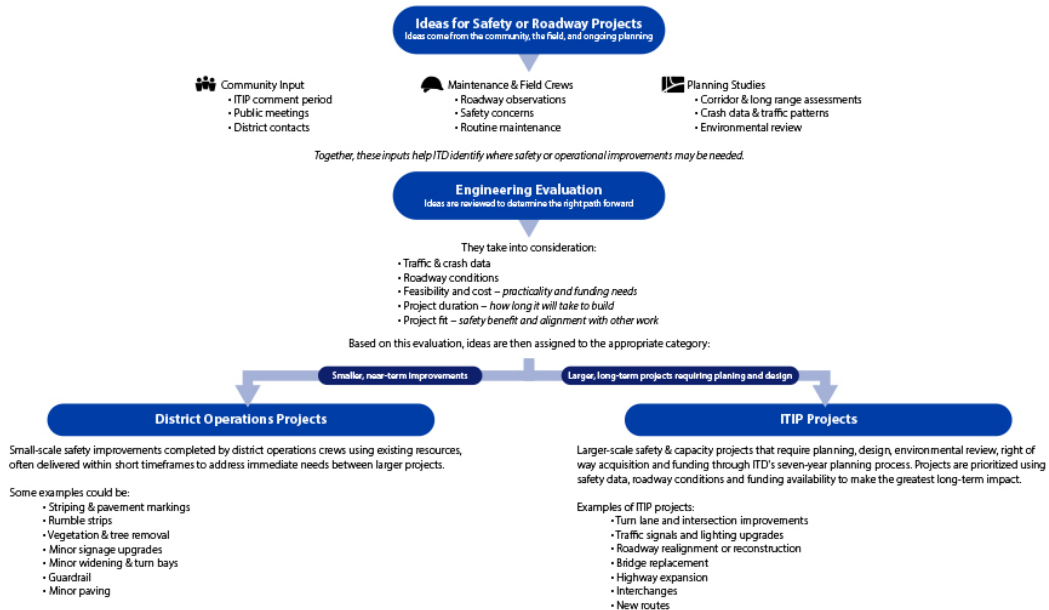 Ideas for Safety or Roadway Projects
Ideas come from the community, the field, and ongoing planning
Community Input
• ITIP comment period
• Public meetings
• District contacts
Maintenance & Field Crews
• Roadway observations
• Safety concerns
• Routine maintenance
Planning Studies
• Corridor & long range assessments
• Crash data & traffic patterns
• Environmental review
Together, these inputs help ITD identify where safety or operational improvements may be needed.
Engineering Evaluation
Ideas are reviewed to determine the right path forward
They take into consideration:
• Traffic & crash data
• Roadway conditions
• Feasibility and cost – practicality and funding needs
• Project duration – how long it will take to build
• Project fit – safety benefit and alignment with other work
Based on this evaluation, ideas are then assigned to the appropriate category:
Smaller, near-term improvements
Larger, long-term projects requiring planing and design
District Operations Projects
Small-scale safety improvements completed by district operations crews using existing resources,
often delivered within short timeframes to address immediate needs between larger projects.
Some examples could be:
• Striping & pavement markings
• Rumble strips
• Vegetation & tree removal
• Minor signage upgrades
• Minor widening & turn bays
• Guardrail
• Minor paving
ITIP Projects
Larger-scale safety & capacity projects that require planning, design, environmental review, right
of way acquisition and funding through ITD's seven-year planning process. Projects are prioritized using
safety data, roadway conditions and funding availability to make the greatest long-term impact.
Examples of ITIP projects:
• Turn lane and intersection improvements
• Traffic signals and lighting upgrades
• Roadway realignment or reconstruction
• Bridge replacement
• Highway expansion
• Interchanges
• New routes